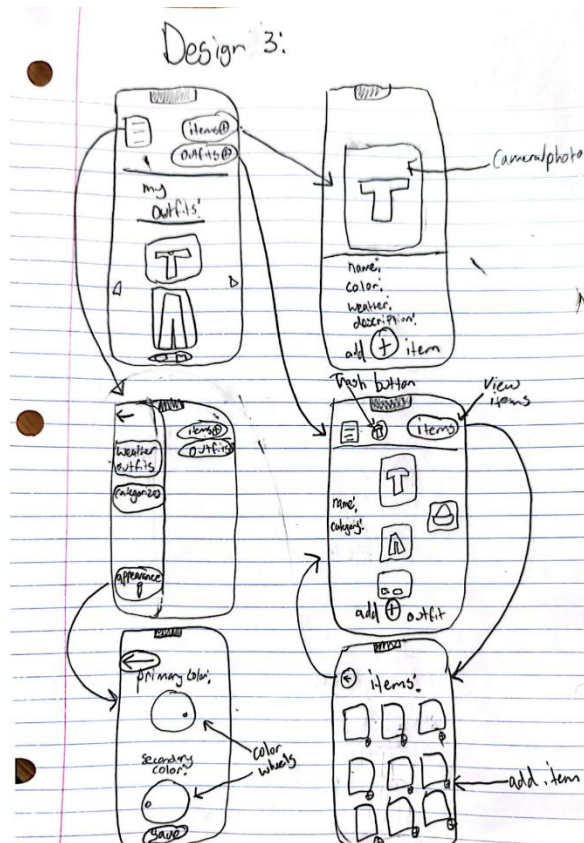 Design 3:
items
outfits
my
outfits:
camera/photo
name:
color:
weather:
description:
add + item
Trash button
view
items
weather
outfits
categories
appearance
items
outfits
items
name:
category:
add + outfit
primary color:
secondary
color:
Save
color
wheels
items:
add item